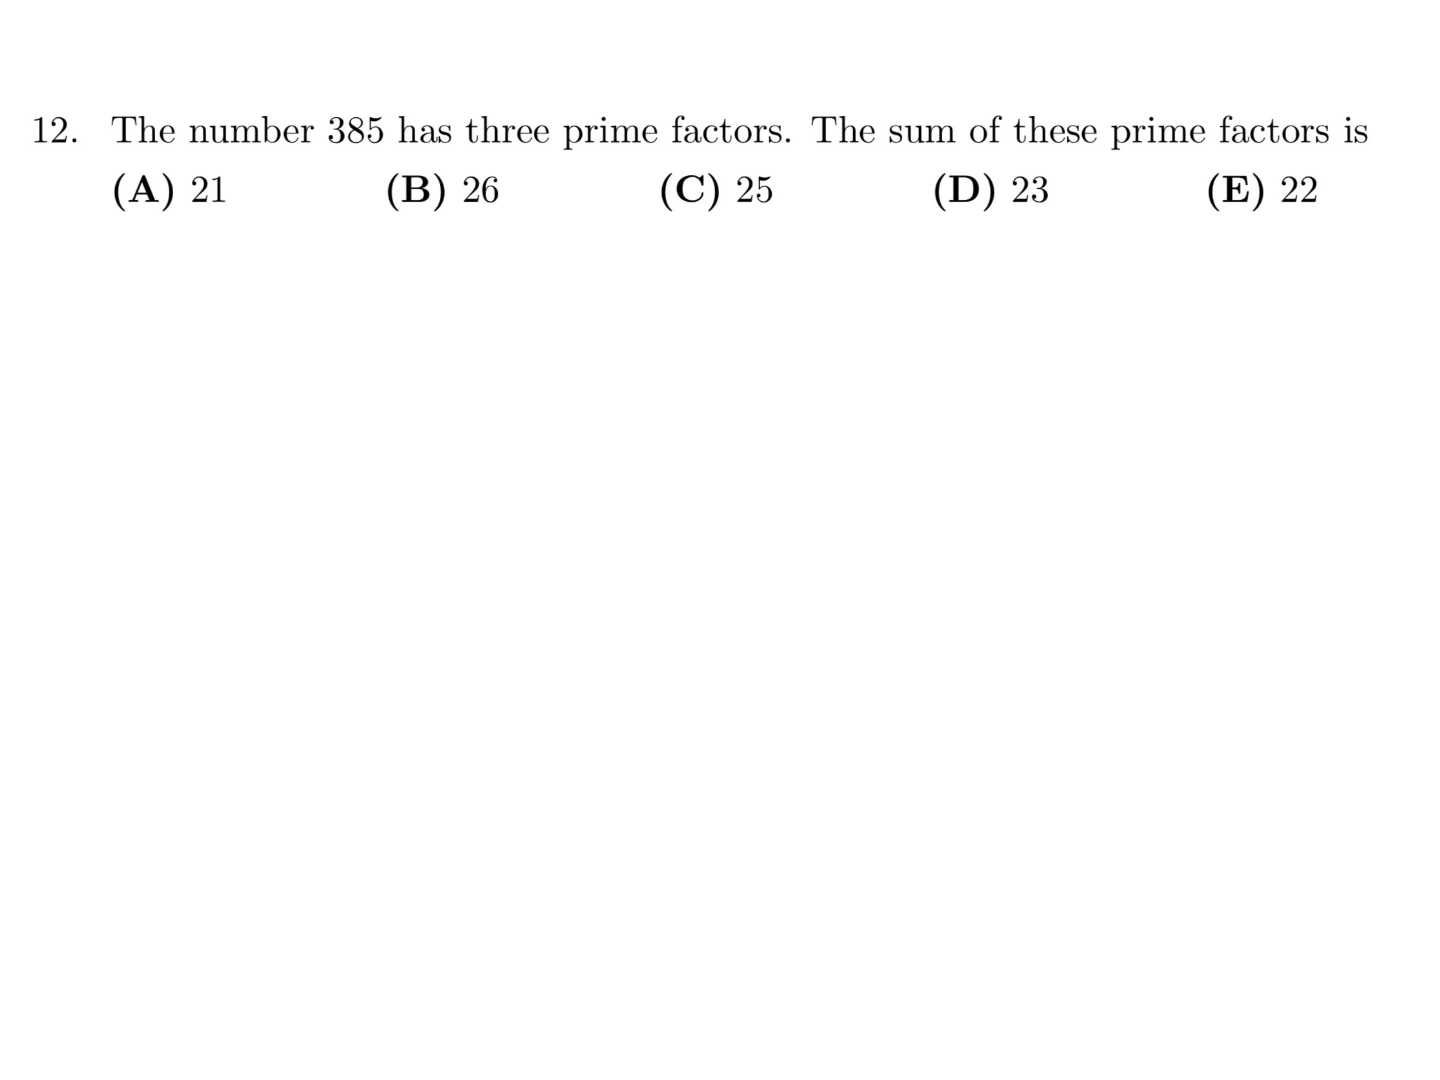 12. The number 385 has three prime factors. The sum of these prime factors is
(A) 21 (B) 26 (C) 25 (D) 23 (E) 22